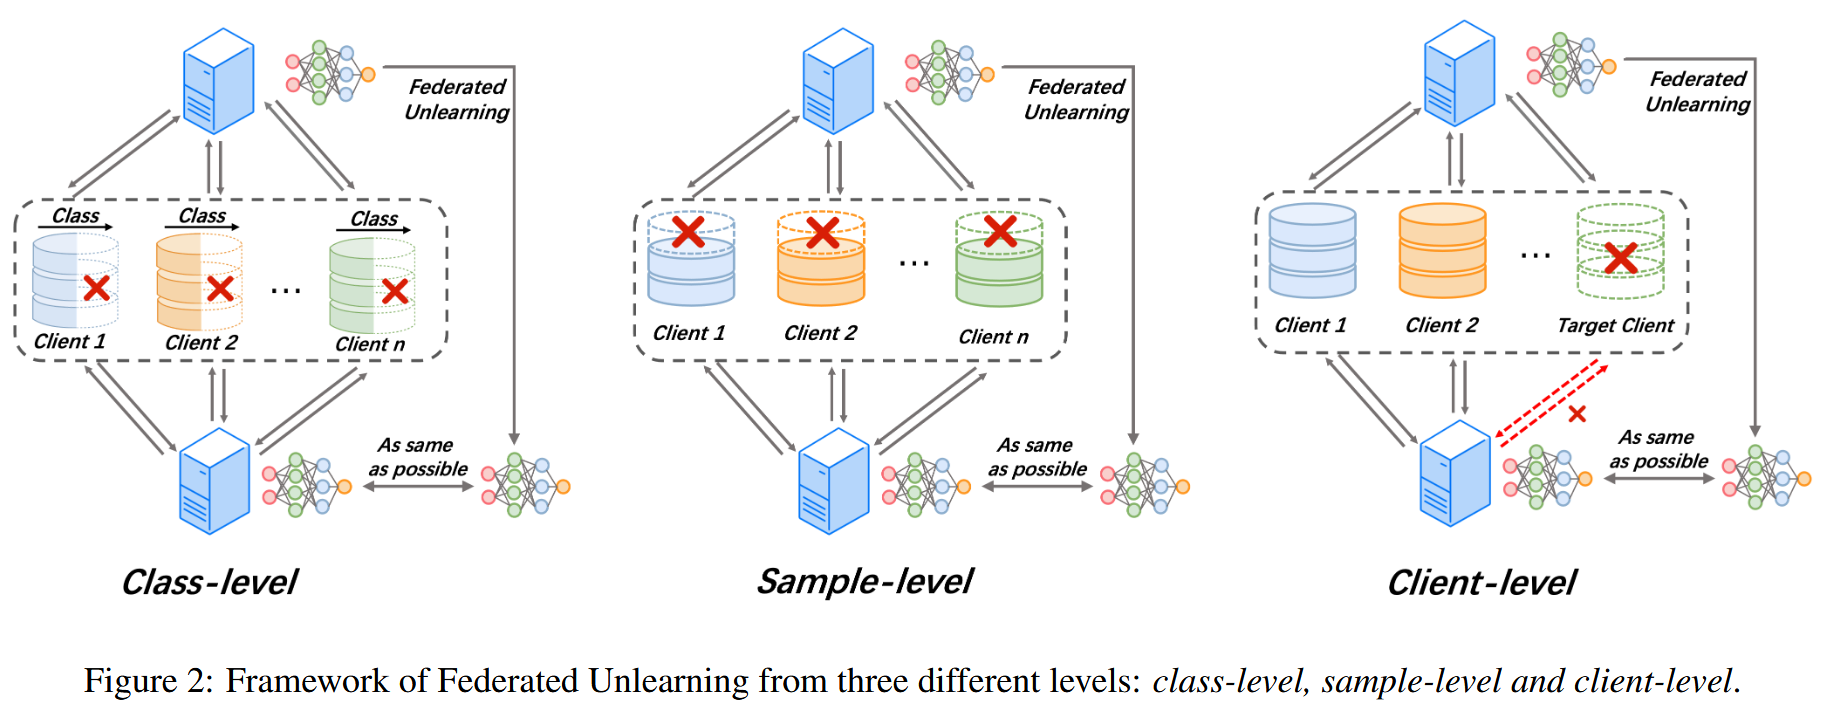 Federated
Unlearning
Class
Class
Class
...
Client 1
Client 2
Client n
As same
as possible
Class-level
Federated
Unlearning
...
Client 1
Client 2
Client n
As same
as possible
Sample-level
Federated
Unlearning
...
Client 1
Client 2
Target Client
As same
as possible
Client-level
Figure 2: Framework of Federated Unlearning from three different levels: class-level, sample-level and client-level.